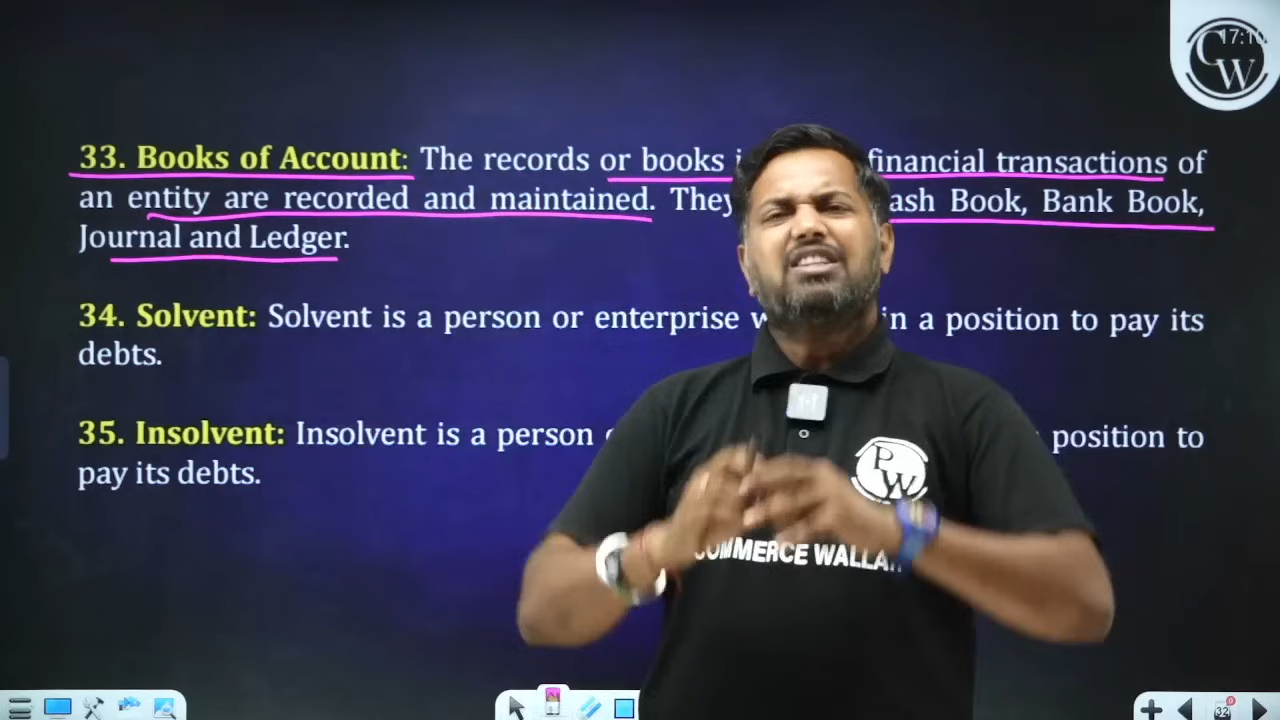 CW
17:10
33. Books of Account: The records or books financial transactions of
an entity are recorded and maintained. They ash Book, Bank Book,
Journal and Ledger.
34. Solvent: Solvent is a person or enterprise in a position to pay its
debts.
35. Insolvent: Insolvent is a person position to
pay its debts.
PW
COMMERCE WALLAH
32